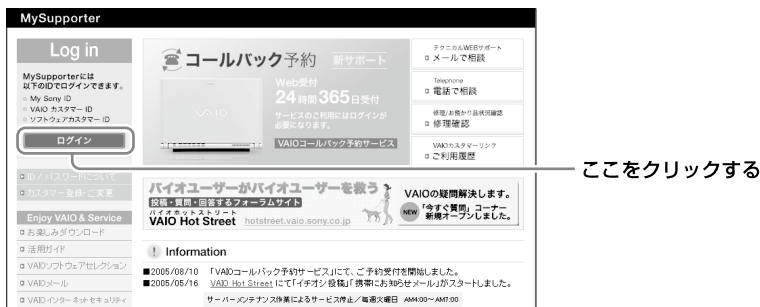 MySupporter
Log in
MySupporterには
以下のIDでログインできます。
My Sony ID
VAIO カスタマー ID
ソフトウェアカスタマー ID
ログイン
ID / パスワードについて
カスタマー登録・ご変更
Enjoy VAIO & Service
お楽しみダウンロード
活用ガイド
VAIOソフトウェアセレクション
VAIOメール
VAIO インターネットセキュリティ
コールバック予約 新サポート
Web受付
24時間365日受付
サービスのご利用にはログインが
必要になります。
VAIOコールバック予約サービス
VAIO
テクニカルWEBサポート
メールで相談
Telephone
電話で相談
修理/お預かり品状況確認
修理確認
VAIOカスタマーリンク
ご利用履歴
ここをクリックする
バイオユーザーがバイオユーザーを救う
投稿・質問・回答するフォーラムサイト
バイオホットストリート
VAIO Hot Street hotstreet.vaio.sony.co.jp
VAIOの疑問解決します。
NEW 「今すぐ質問」コーナー
新規オープンしました。
! Information
■2005/08/10 「VAIOコールバック予約サービス」にて、ご予約受付を開始しました。
■2005/05/16 VAIO Hot Street にて「イチオシ投稿」「携帯にお知らせメール」がスタートしました。
サーバーメンテナンス作業によるサービス停止／毎週火曜日 AM4:00～AM7:00